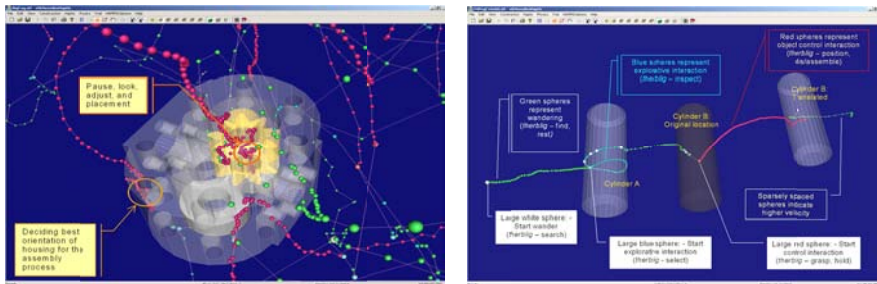 Pause, look,
adjust, and
placement
Deciding best
orientation of
housing for the
assembly
process
Green spheres
represent
wandering
(therblig – find,
rest)
Blue spheres represent
explorative interaction
(therblig – inspect)
Red spheres represent
object control interaction
(therblig – position,
dis/assemble)
Cylinder B:
Original location
Cylinder B:
Translated
Cylinder A
Sparsely spaced
spheres indicate
higher velocity
Large white sphere: -
Start wander
(therblig – search)
Large blue sphere: - Start
explorative interaction
(therblig - select)
Large red sphere: - Start
control interaction
(therblig – grasp, hold)